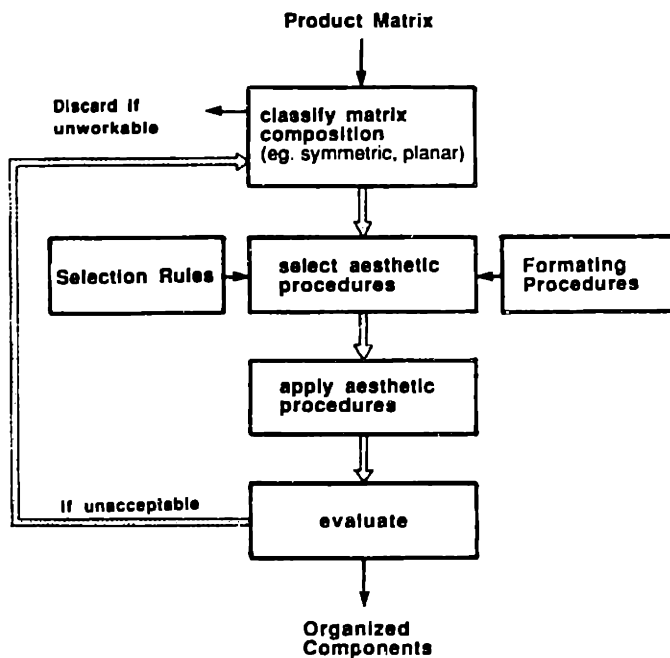 Product Matrix
Discard if
unworkable
classify matrix
composition
(eg. symmetric, planar)
Selection Rules
select aesthetic
procedures
Formating
Procedures
apply aesthetic
procedures
If unacceptable
evaluate
Organized
Components